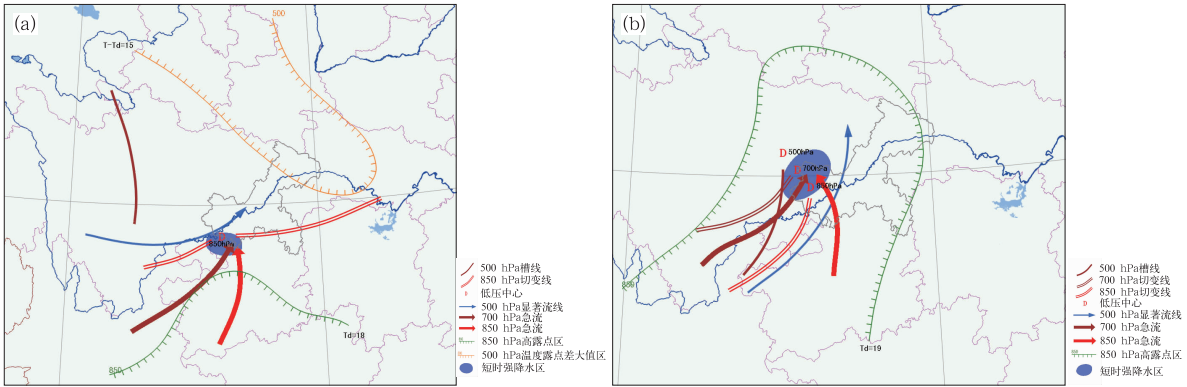 (a)
500
T-Td=15
850hPa
Td=18
850
500 hPa槽线
850 hPa切变线
D 低压中心
500 hPa显著流线
700 hPa急流
850 hPa急流
850 hPa高露点区
500 hPa温度露点差大值区
短时强降水区
(b)
D 500hPa
D 700hPa
D 850hPa
850
Td=19
500 hPa槽线
700 hPa切变线
850 hPa切变线
D 低压中心
500 hPa显著流线
700 hPa急流
850 hPa急流
850 850 hPa高露点区
短时强降水区